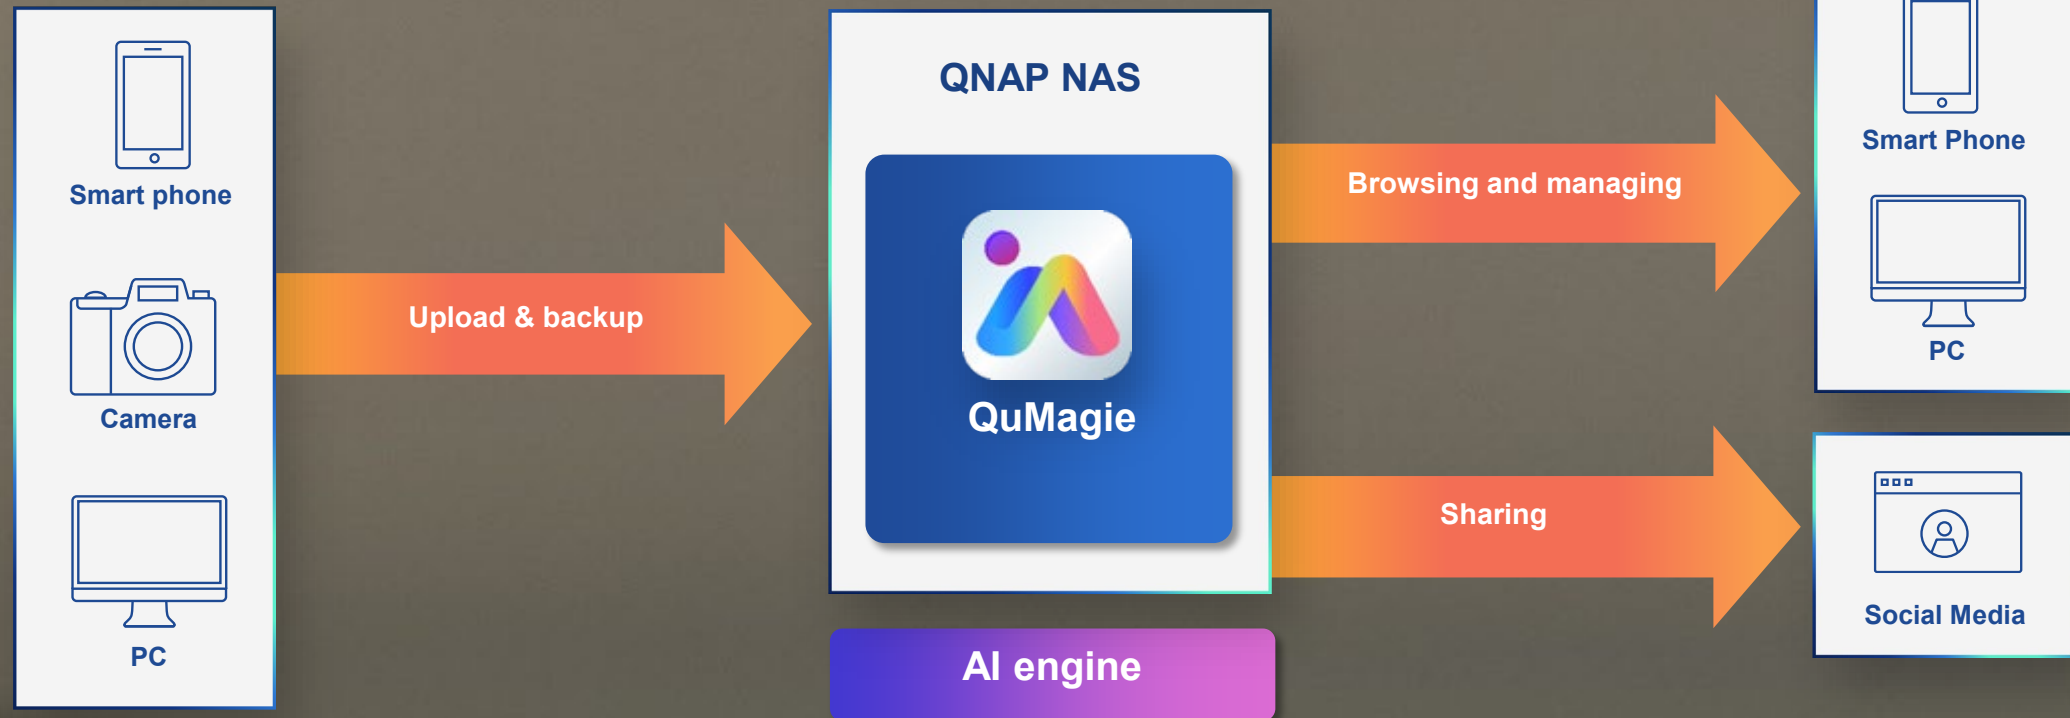 Smart phone
Camera
PC
Upload & backup
QNAP NAS
QuMagie
AI engine
Browsing and managing
Sharing
Smart Phone
PC
Social Media